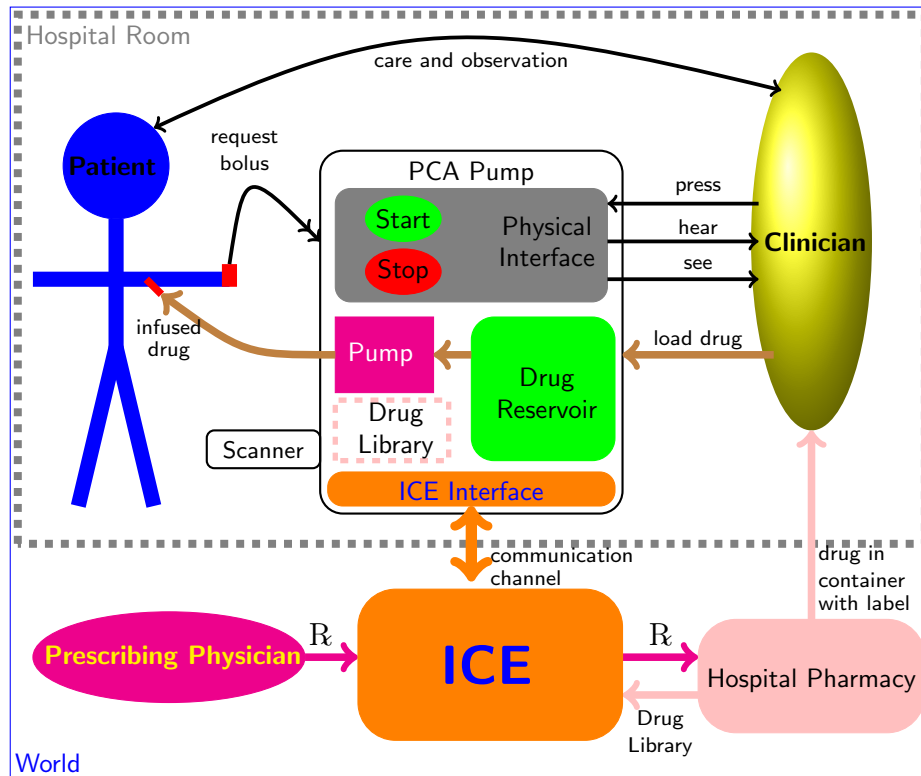 Hospital Room
care and observation
request
bolus
Patient
PCA Pump
Start
Stop
Physical
Interface
press
hear
see
Clinician
infused
drug
Pump
Drug
Reservoir
load drug
Drug
Library
Scanner
ICE Interface
communication
channel
drug in
container
with label
Prescribing Physician
℞
ICE
℞
Hospital Pharmacy
Drug
Library
World